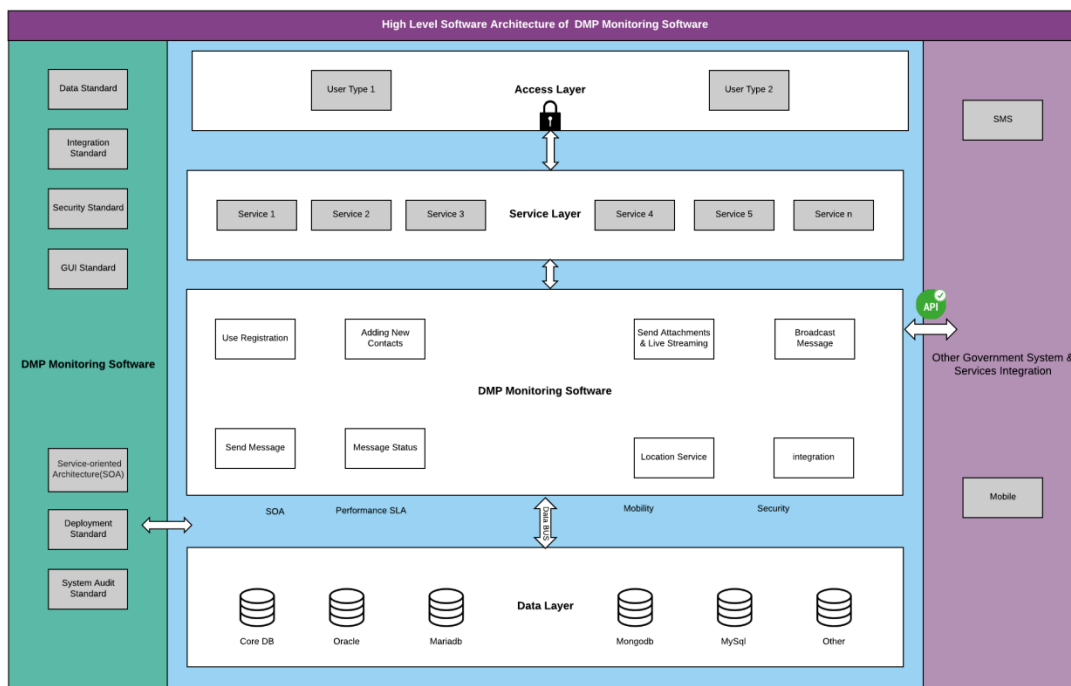 High Level Software Architecture of DMP Monitoring Software
Data Standard
Integration
Standard
Security Standard
GUI Standard
DMP Monitoring Software
Service-oriented
Architecture(SOA)
Deployment
Standard
System Audit
Standard
User Type 1
Access Layer
User Type 2
Service 1
Service 2
Service 3
Service Layer
Service 4
Service 5
Service n
Use Registration
Adding New
Contacts
Send Attachments
& Live Streaming
Broadcast
Message
DMP Monitoring Software
Send Message
Message Status
Location Service
integration
SOA
Performance SLA
Data BUS
Mobility
Security
Data Layer
Core DB
Oracle
Mariadb
Mongodb
MySql
Other
SMS
API
Other Government System &
Services Integration
Mobile